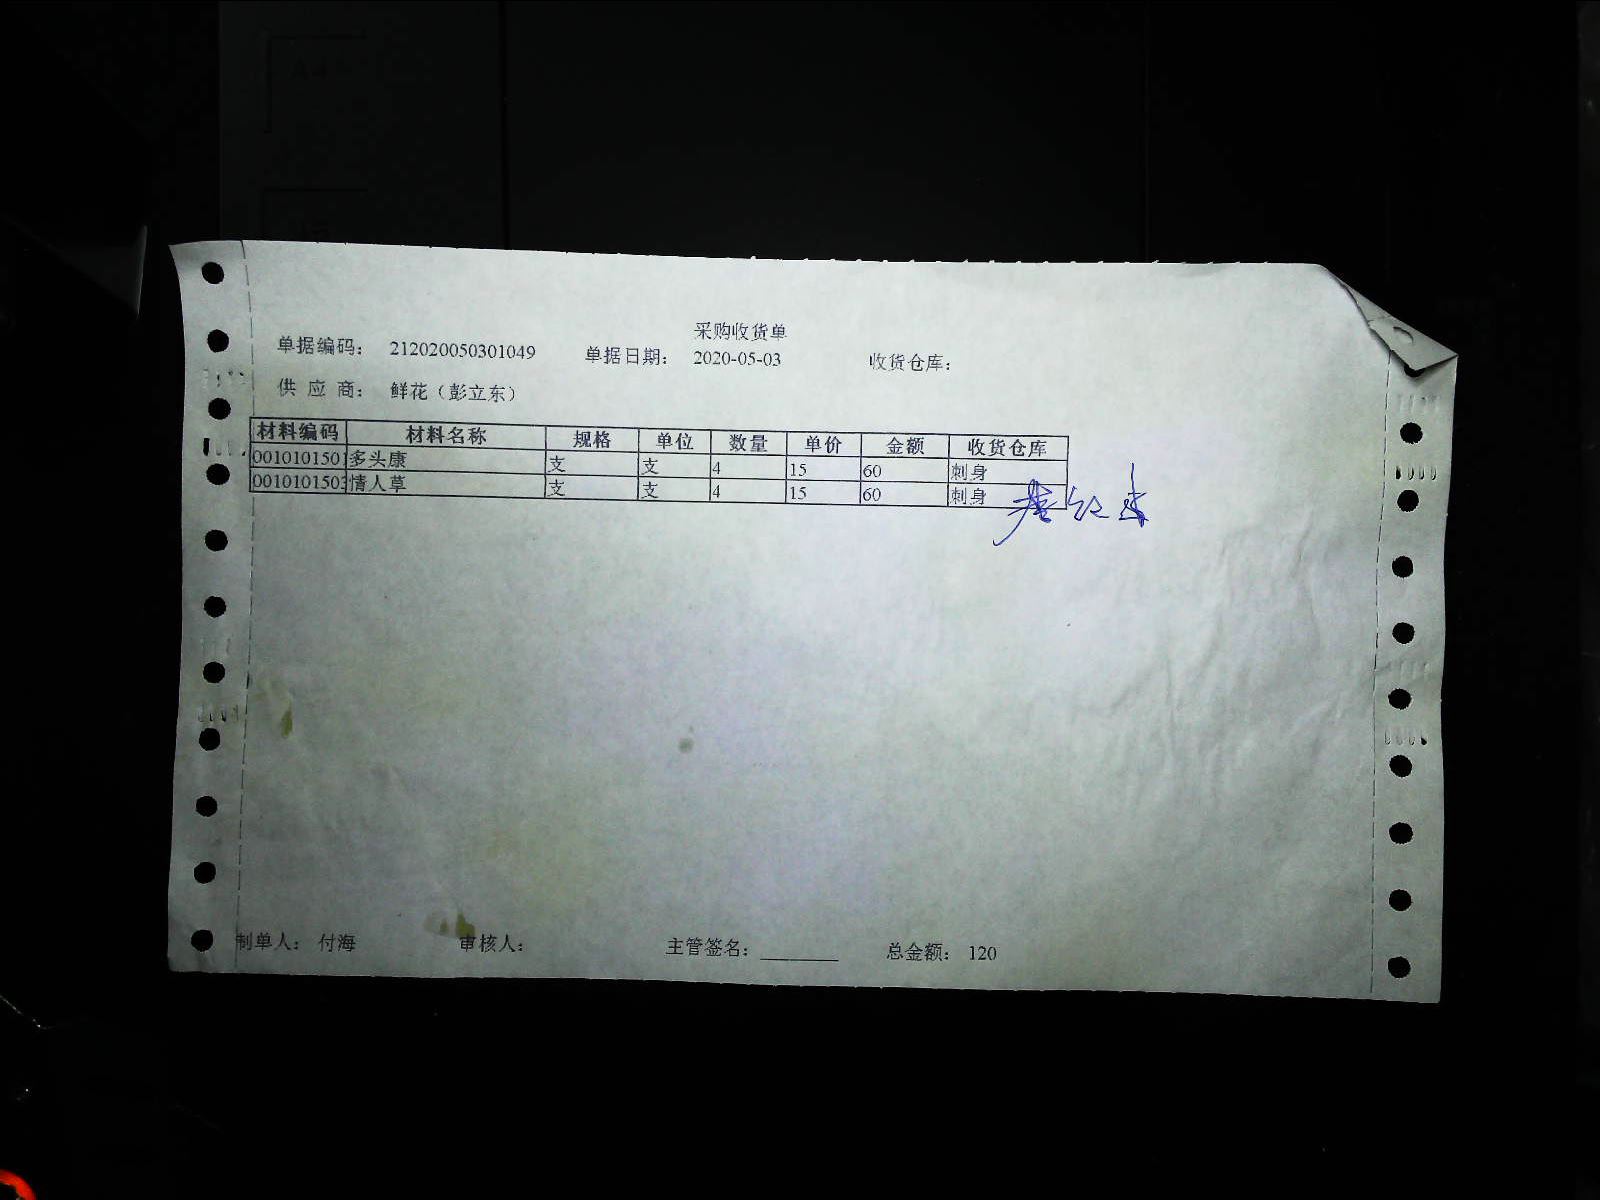 采购收货单
单据编码： 212020050301049 单据日期： 2020-05-03 收货仓库：
供 应 商： 鲜花（彭立东）
材料编码 材料名称 规格 单位 数量 单价 金额 收货仓库
0010101501 多头康 支 支 4 15 60 刺身
0010101503 情人草 支 支 4 15 60 刺身
制单人： 付海 审核人： 主管签名：________ 总金额： 120